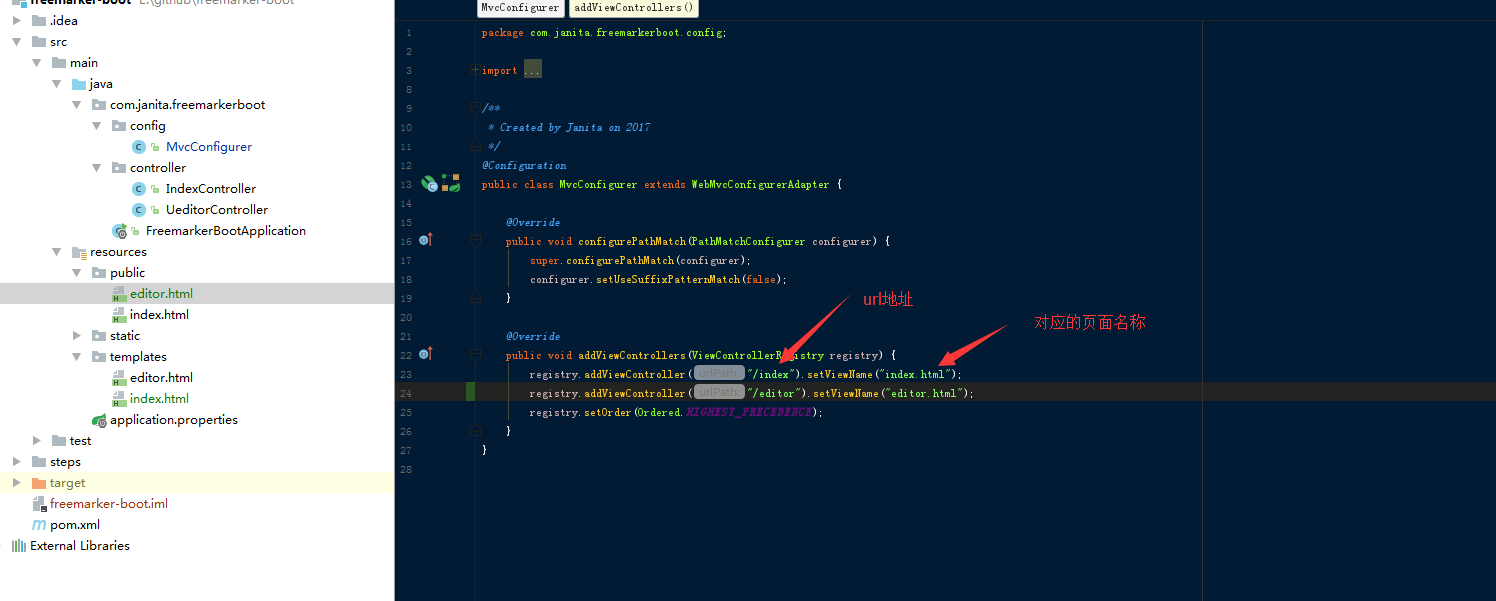 freemarker-boot E:\github\freemarker-boot
.idea
src
main
java
com.janita.freemarkerboot
config
MvcConfigurer
controller
IndexController
UeditorController
FreemarkerBootApplication
resources
public
editor.html
index.html
static
templates
editor.html
index.html
application.properties
test
steps
target
freemarker-boot.iml
pom.xml
External Libraries
MvcConfigurer addViewControllers()
1 package com.janita.freemarkerboot.config;
2
3 import ...
8
9 /**
10 * Created by Janita on 2017
11 */
12 @Configuration
13 public class MvcConfigurer extends WebMvcConfigurerAdapter {
14
15 @Override
16 public void configurePathMatch(PathMatchConfigurer configurer) {
17 super.configurePathMatch(configurer);
18 configurer.setUseSuffixPatternMatch(false);
19 }
20
21 @Override
22 public void addViewControllers(ViewControllerRegistry registry) {
23 registry.addViewController(urlPath: "/index").setViewName("index.html");
24 registry.addViewController(urlPath: "/editor").setViewName("editor.html");
25 registry.setOrder(Ordered.HIGHEST_PRECEDENCE);
26 }
27 }
28
url地址
对应的页面名称